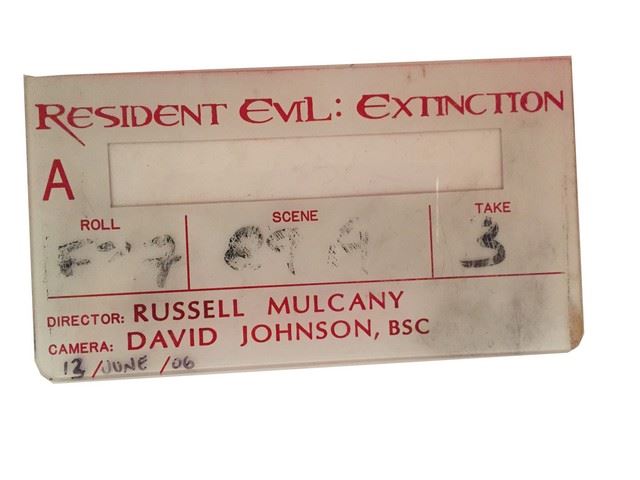 RESIDENT EVIL: EXTINCTION
A
ROLL SCENE TAKE
3
DIRECTOR: RUSSELL MULCANY
CAMERA: DAVID JOHNSON, BSC
13 /JUNE /06